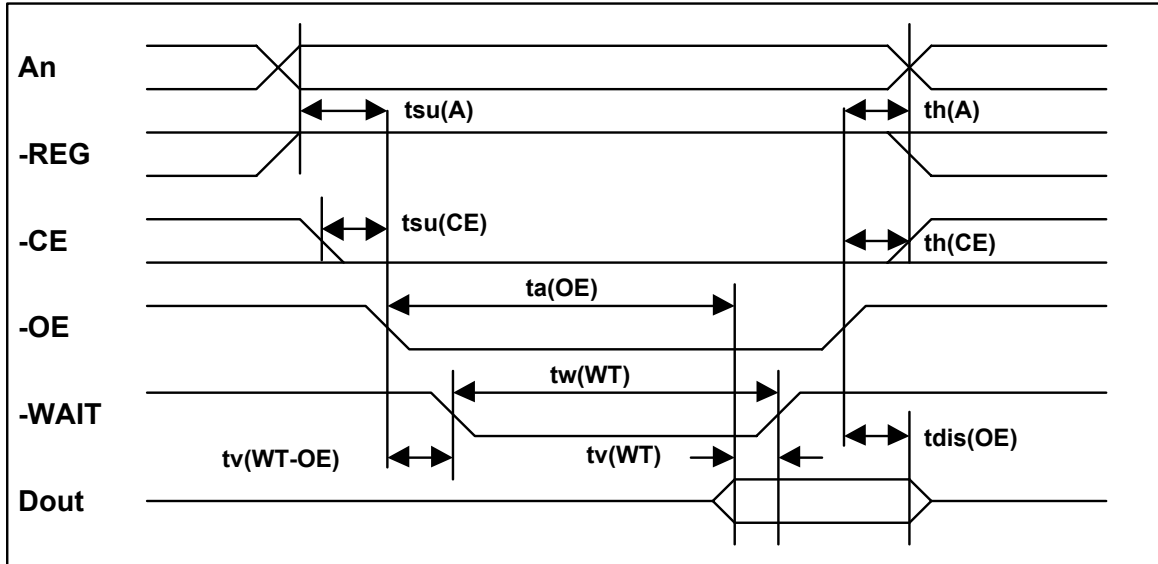 An
tsu(A)
th(A)
-REG
-CE
tsu(CE)
th(CE)
ta(OE)
-OE
tw(WT)
-WAIT
tv(WT-OE)
tv(WT)
tdis(OE)
Dout